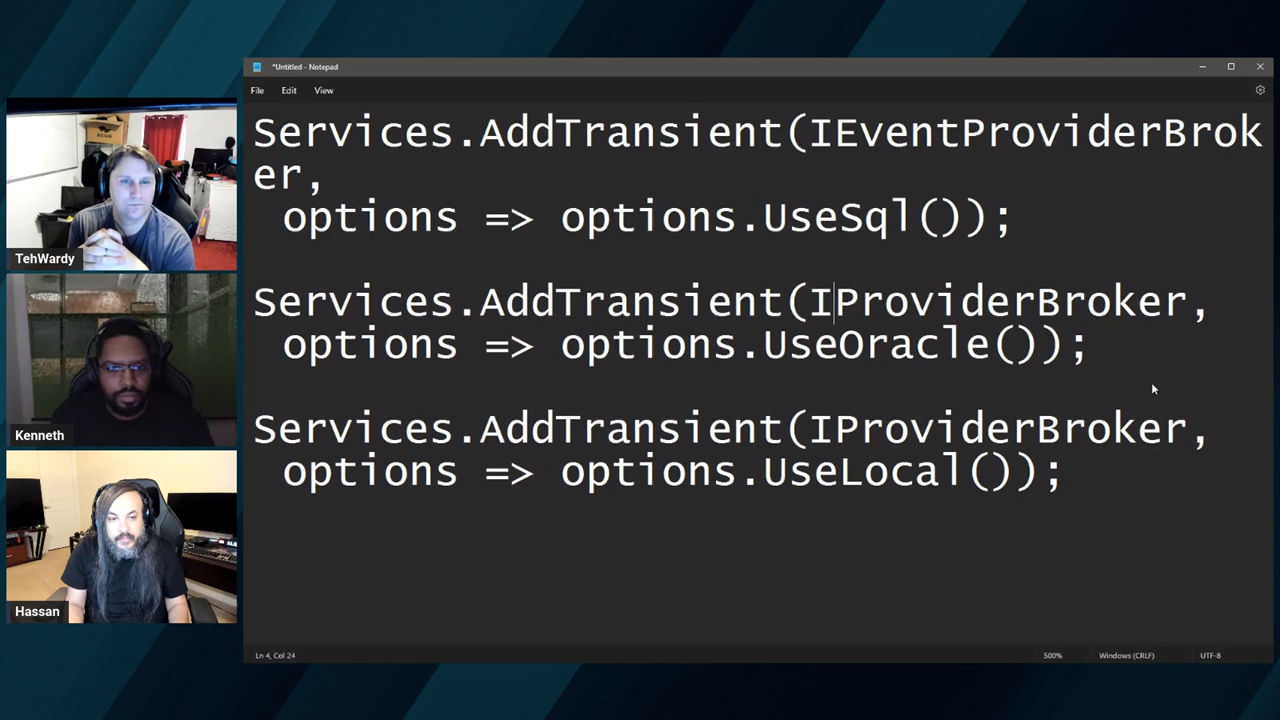 *Untitled - Notepad
File Edit View
Services.AddTransient(IEventProviderBrok
er,
options => options.UseSql());
Services.AddTransient(IProviderBroker,
options => options.UseOracle());
Services.AddTransient(IProviderBroker,
options => options.UseLocal());
Ln 4, Col 24 500% Windows (CRLF) UTF-8
TehWardy
Kenneth
Hassan